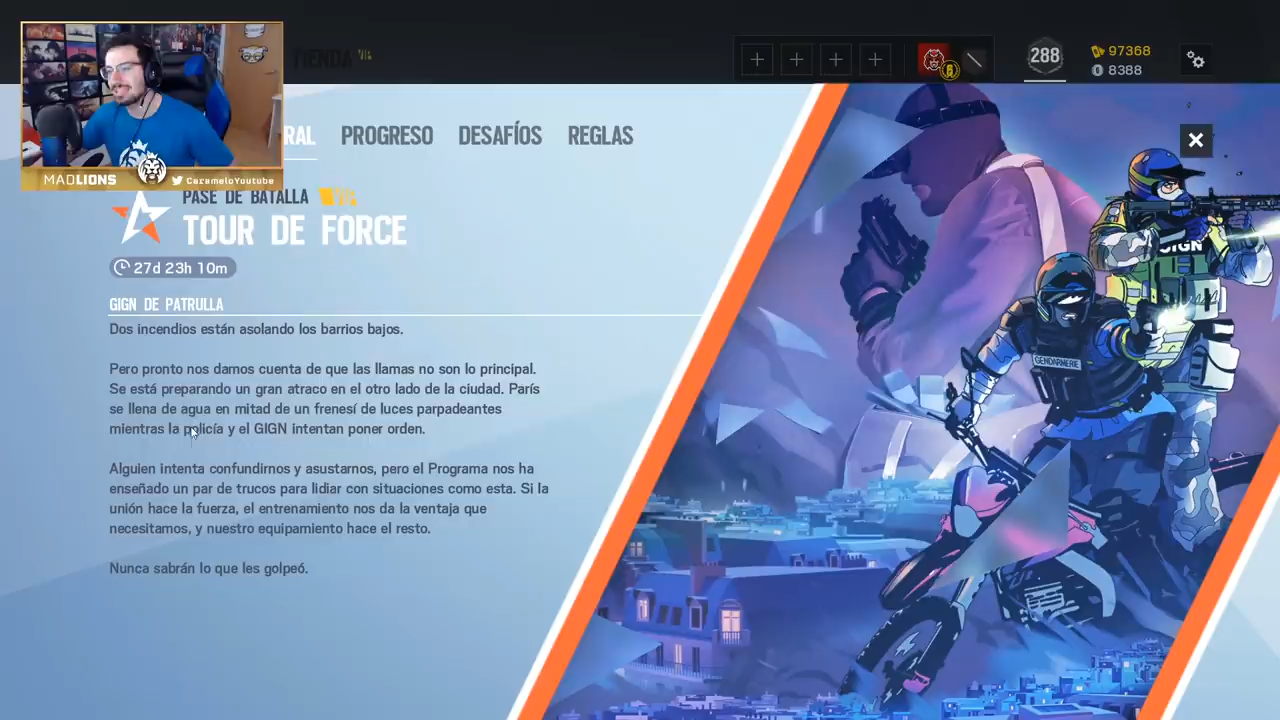 TIENDA
288
97368
8388
RAL PROGRESO DESAFÍOS REGLAS
MADLIONS CarameloYoutube
PASE DE BATALLA
TOUR DE FORCE
27d 23h 10m
GIGN DE PATRULLA
Dos incendios están asolando los barrios bajos.
Pero pronto nos damos cuenta de que las llamas no son lo principal.
Se está preparando un gran atraco en el otro lado de la ciudad. París
se llena de agua en mitad de un frenesí de luces parpadeantes
mientras la policía y el GIGN intentan poner orden.
Alguien intenta confundirnos y asustarnos, pero el Programa nos ha
enseñado un par de trucos para lidiar con situaciones como esta. Si la
unión hace la fuerza, el entrenamiento nos da la ventaja que
necesitamos, y nuestro equipamiento hace el resto.
Nunca sabrán lo que les golpeó.
GIGN
GENDARMERIE